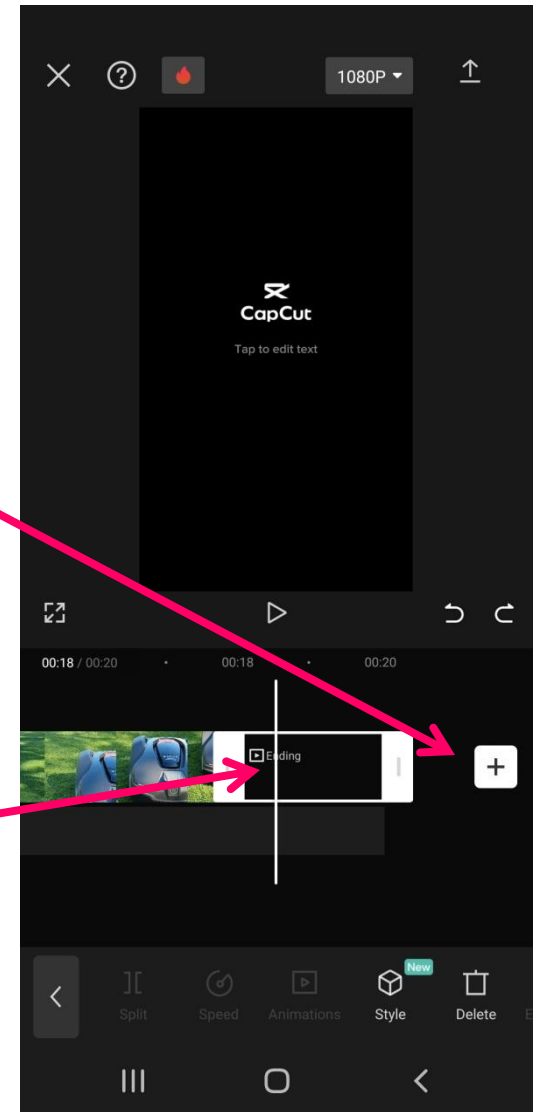 1080P
CapCut
Tap to edit text
00:18 / 00:20
00:18
00:20
Ending
+
Split
Speed
Animations
New
Style
Delete
E